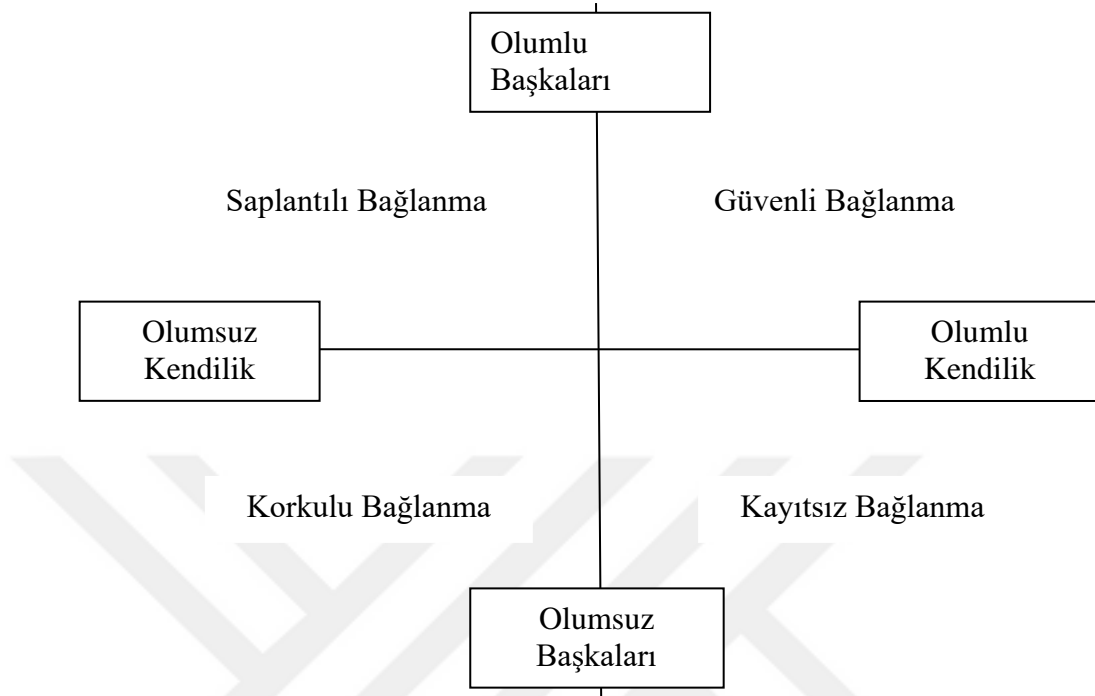 Olumlu
Başkaları
Saplantılı Bağlanma
Güvenli Bağlanma
Olumsuz
Kendilik
Olumlu
Kendilik
Korkulu Bağlanma
Kayıtsız Bağlanma
Olumsuz
Başkaları